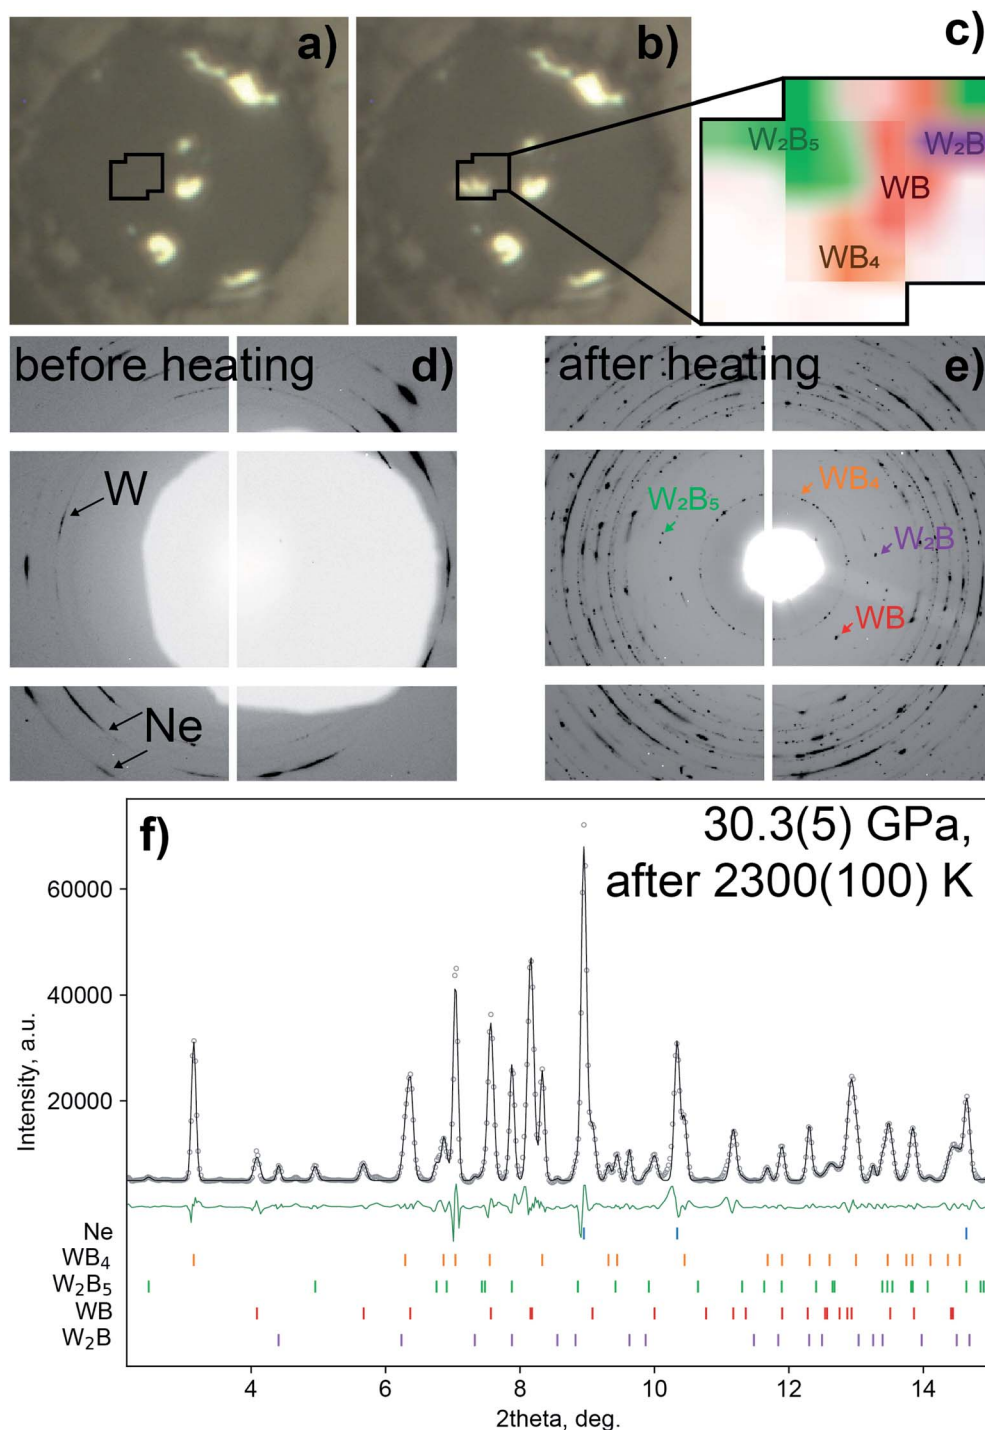 a)
b)
c)
W₂B₅
W₂B
WB
WB₄
before heating
d)
after heating
e)
W
Ne
WB₄
W₂B₅
W₂B
WB
f)
30.3(5) GPa,
after 2300(100) K
Intensity, a.u.
60000
40000
20000
Ne
WB₄
W₂B₅
WB
W₂B
4
6
8
10
12
14
2theta, deg.